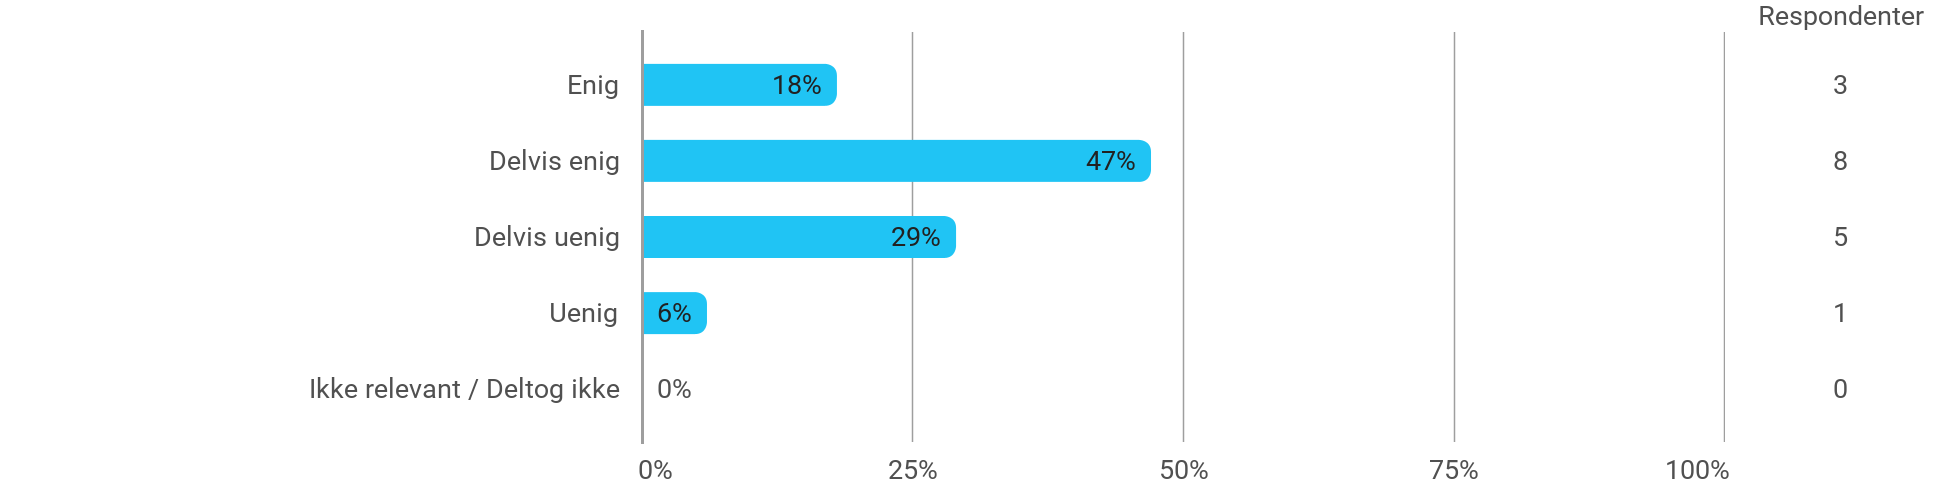 Respondenter
Enig 18% 3
Delvis enig 47% 8
Delvis uenig 29% 5
Uenig 6% 1
Ikke relevant / Deltog ikke 0% 0
0% 25% 50% 75% 100%